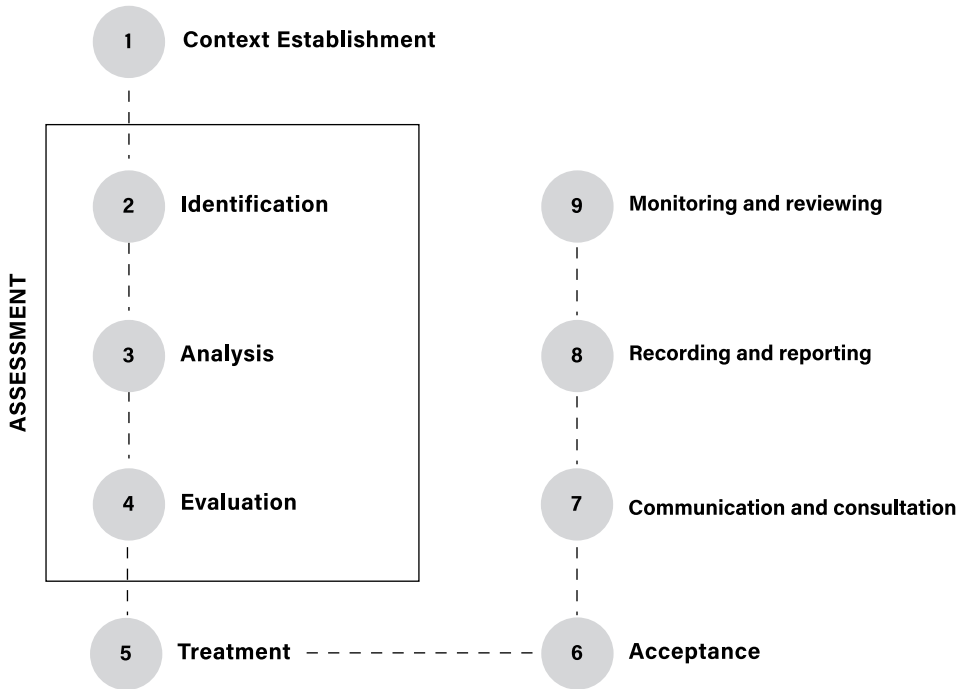 1 Context Establishment
ASSESSMENT
2 Identification
3 Analysis
4 Evaluation
5 Treatment
6 Acceptance
7 Communication and consultation
8 Recording and reporting
9 Monitoring and reviewing